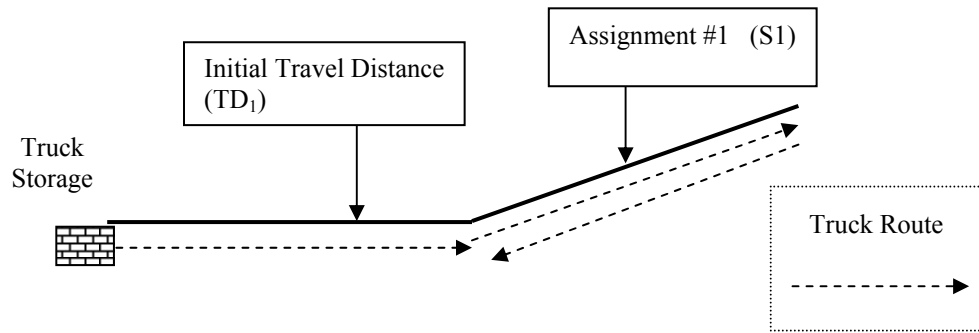 Assignment #1 (S1)
Initial Travel Distance
(TD₁)
Truck
Storage
Truck Route